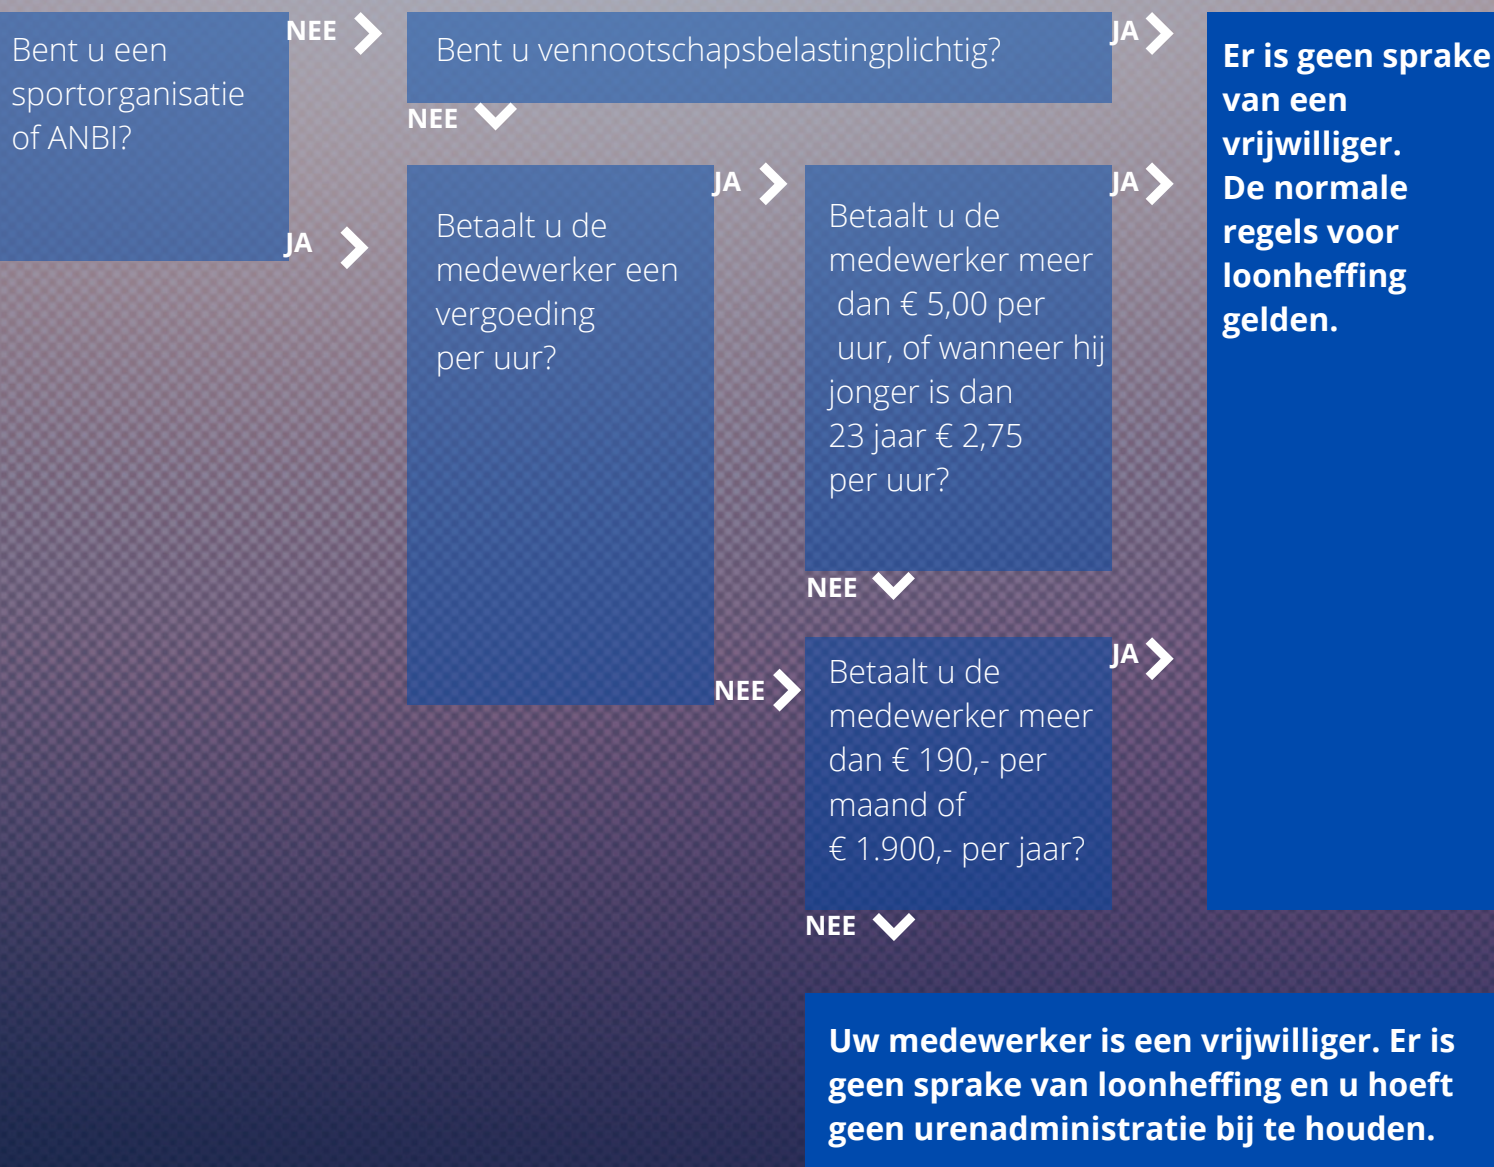 Bent u een
sportorganisatie
of ANBI?
NEE
JA
Bent u vennootschapsbelastingplichtig?
JA
NEE
Betaalt u de
medewerker een
vergoeding
per uur?
JA
NEE
Betaalt u de
medewerker meer
dan € 5,00 per
uur, of wanneer hij
jonger is dan
23 jaar € 2,75
per uur?
JA
NEE
Betaalt u de
medewerker meer
dan € 190,- per
maand of
€ 1.900,- per jaar?
JA
NEE
Er is geen sprake
van een
vrijwilliger.
De normale
regels voor
loonheffing
gelden.
Uw medewerker is een vrijwilliger. Er is
geen sprake van loonheffing en u hoeft
geen urenadministratie bij te houden.